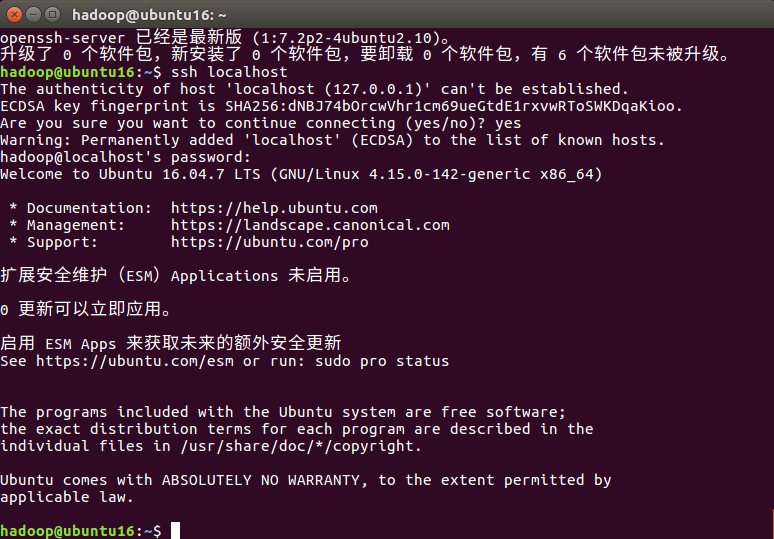 hadoop@ubuntu16: ~
openssh-server 已经是最新版 (1:7.2p2-4ubuntu2.10)。
升级了 0 个软件包，新安装了 0 个软件包，要卸载 0 个软件包，有 6 个软件包未被升级。
hadoop@ubuntu16:~$ ssh localhost
The authenticity of host 'localhost (127.0.0.1)' can't be established.
ECDSA key fingerprint is SHA256:dNBJ74bOrcwVhr1cm69ueGtdE1rxvwRToSWKDqaKioo.
Are you sure you want to continue connecting (yes/no)? yes
Warning: Permanently added 'localhost' (ECDSA) to the list of known hosts.
hadoop@localhost's password:
Welcome to Ubuntu 16.04.7 LTS (GNU/Linux 4.15.0-142-generic x86_64)
* Documentation:  https://help.ubuntu.com
* Management:     https://landscape.canonical.com
* Support:        https://ubuntu.com/pro
扩展安全维护（ESM）Applications 未启用。
0 更新可以立即应用。
启用 ESM Apps 来获取未来的额外安全更新
See https://ubuntu.com/esm or run: sudo pro status
The programs included with the Ubuntu system are free software;
the exact distribution terms for each program are described in the
individual files in /usr/share/doc/*/copyright.
Ubuntu comes with ABSOLUTELY NO WARRANTY, to the extent permitted by
applicable law.
hadoop@ubuntu16:~$